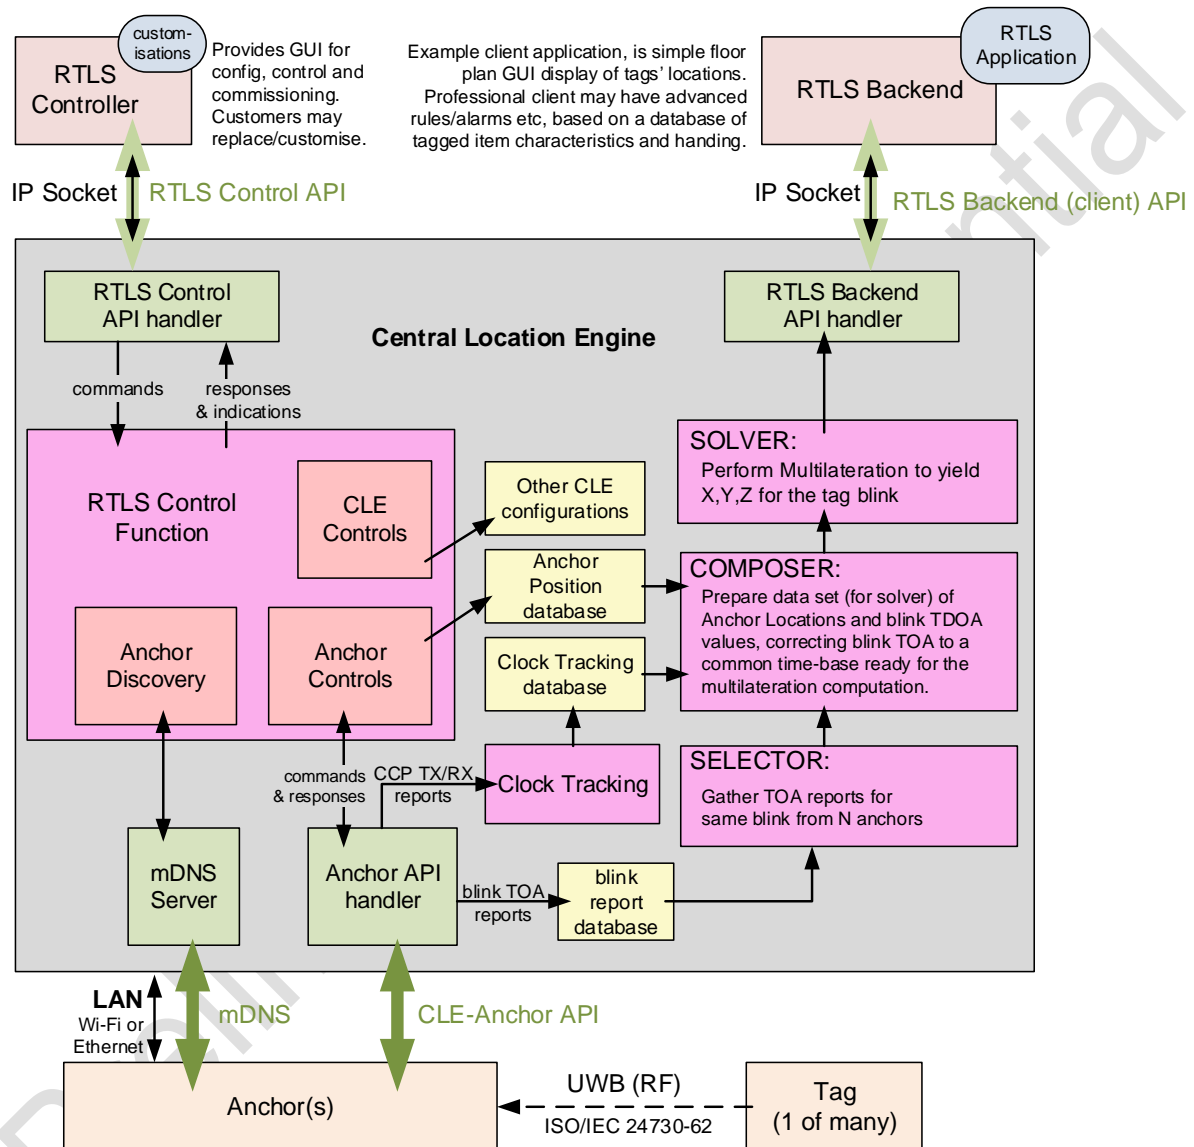 custom-
isations
RTLS
Controller
Provides GUI for
config, control and
commissioning.
Customers may
replace/customise.
Example client application, is simple floor
plan GUI display of tags’ locations.
Professional client may have advanced
rules/alarms etc, based on a database of
tagged item characteristics and handing.
RTLS
Application
RTLS Backend
IP Socket
RTLS Control API
IP Socket
RTLS Backend (client) API
RTLS Control
API handler
Central Location Engine
RTLS Backend
API handler
commands
responses
& indications
RTLS Control
Function
CLE
Controls
Other CLE
configurations
SOLVER:
Perform Multilateration to yield
X,Y,Z for the tag blink
Anchor
Position
database
COMPOSER:
Prepare data set (for solver) of
Anchor Locations and blink TDOA
values, correcting blink TOA to a
common time-base ready for the
multilateration computation.
Anchor
Discovery
Anchor
Controls
Clock Tracking
database
commands
& responses
CCP TX/RX
reports
Clock Tracking
SELECTOR:
Gather TOA reports for
same blink from N anchors
mDNS
Server
Anchor API
handler
blink TOA
reports
blink
report
database
LAN
Wi-Fi or
Ethernet
mDNS
CLE-Anchor API
Anchor(s)
UWB (RF)
ISO/IEC 24730-62
Tag
(1 of many)